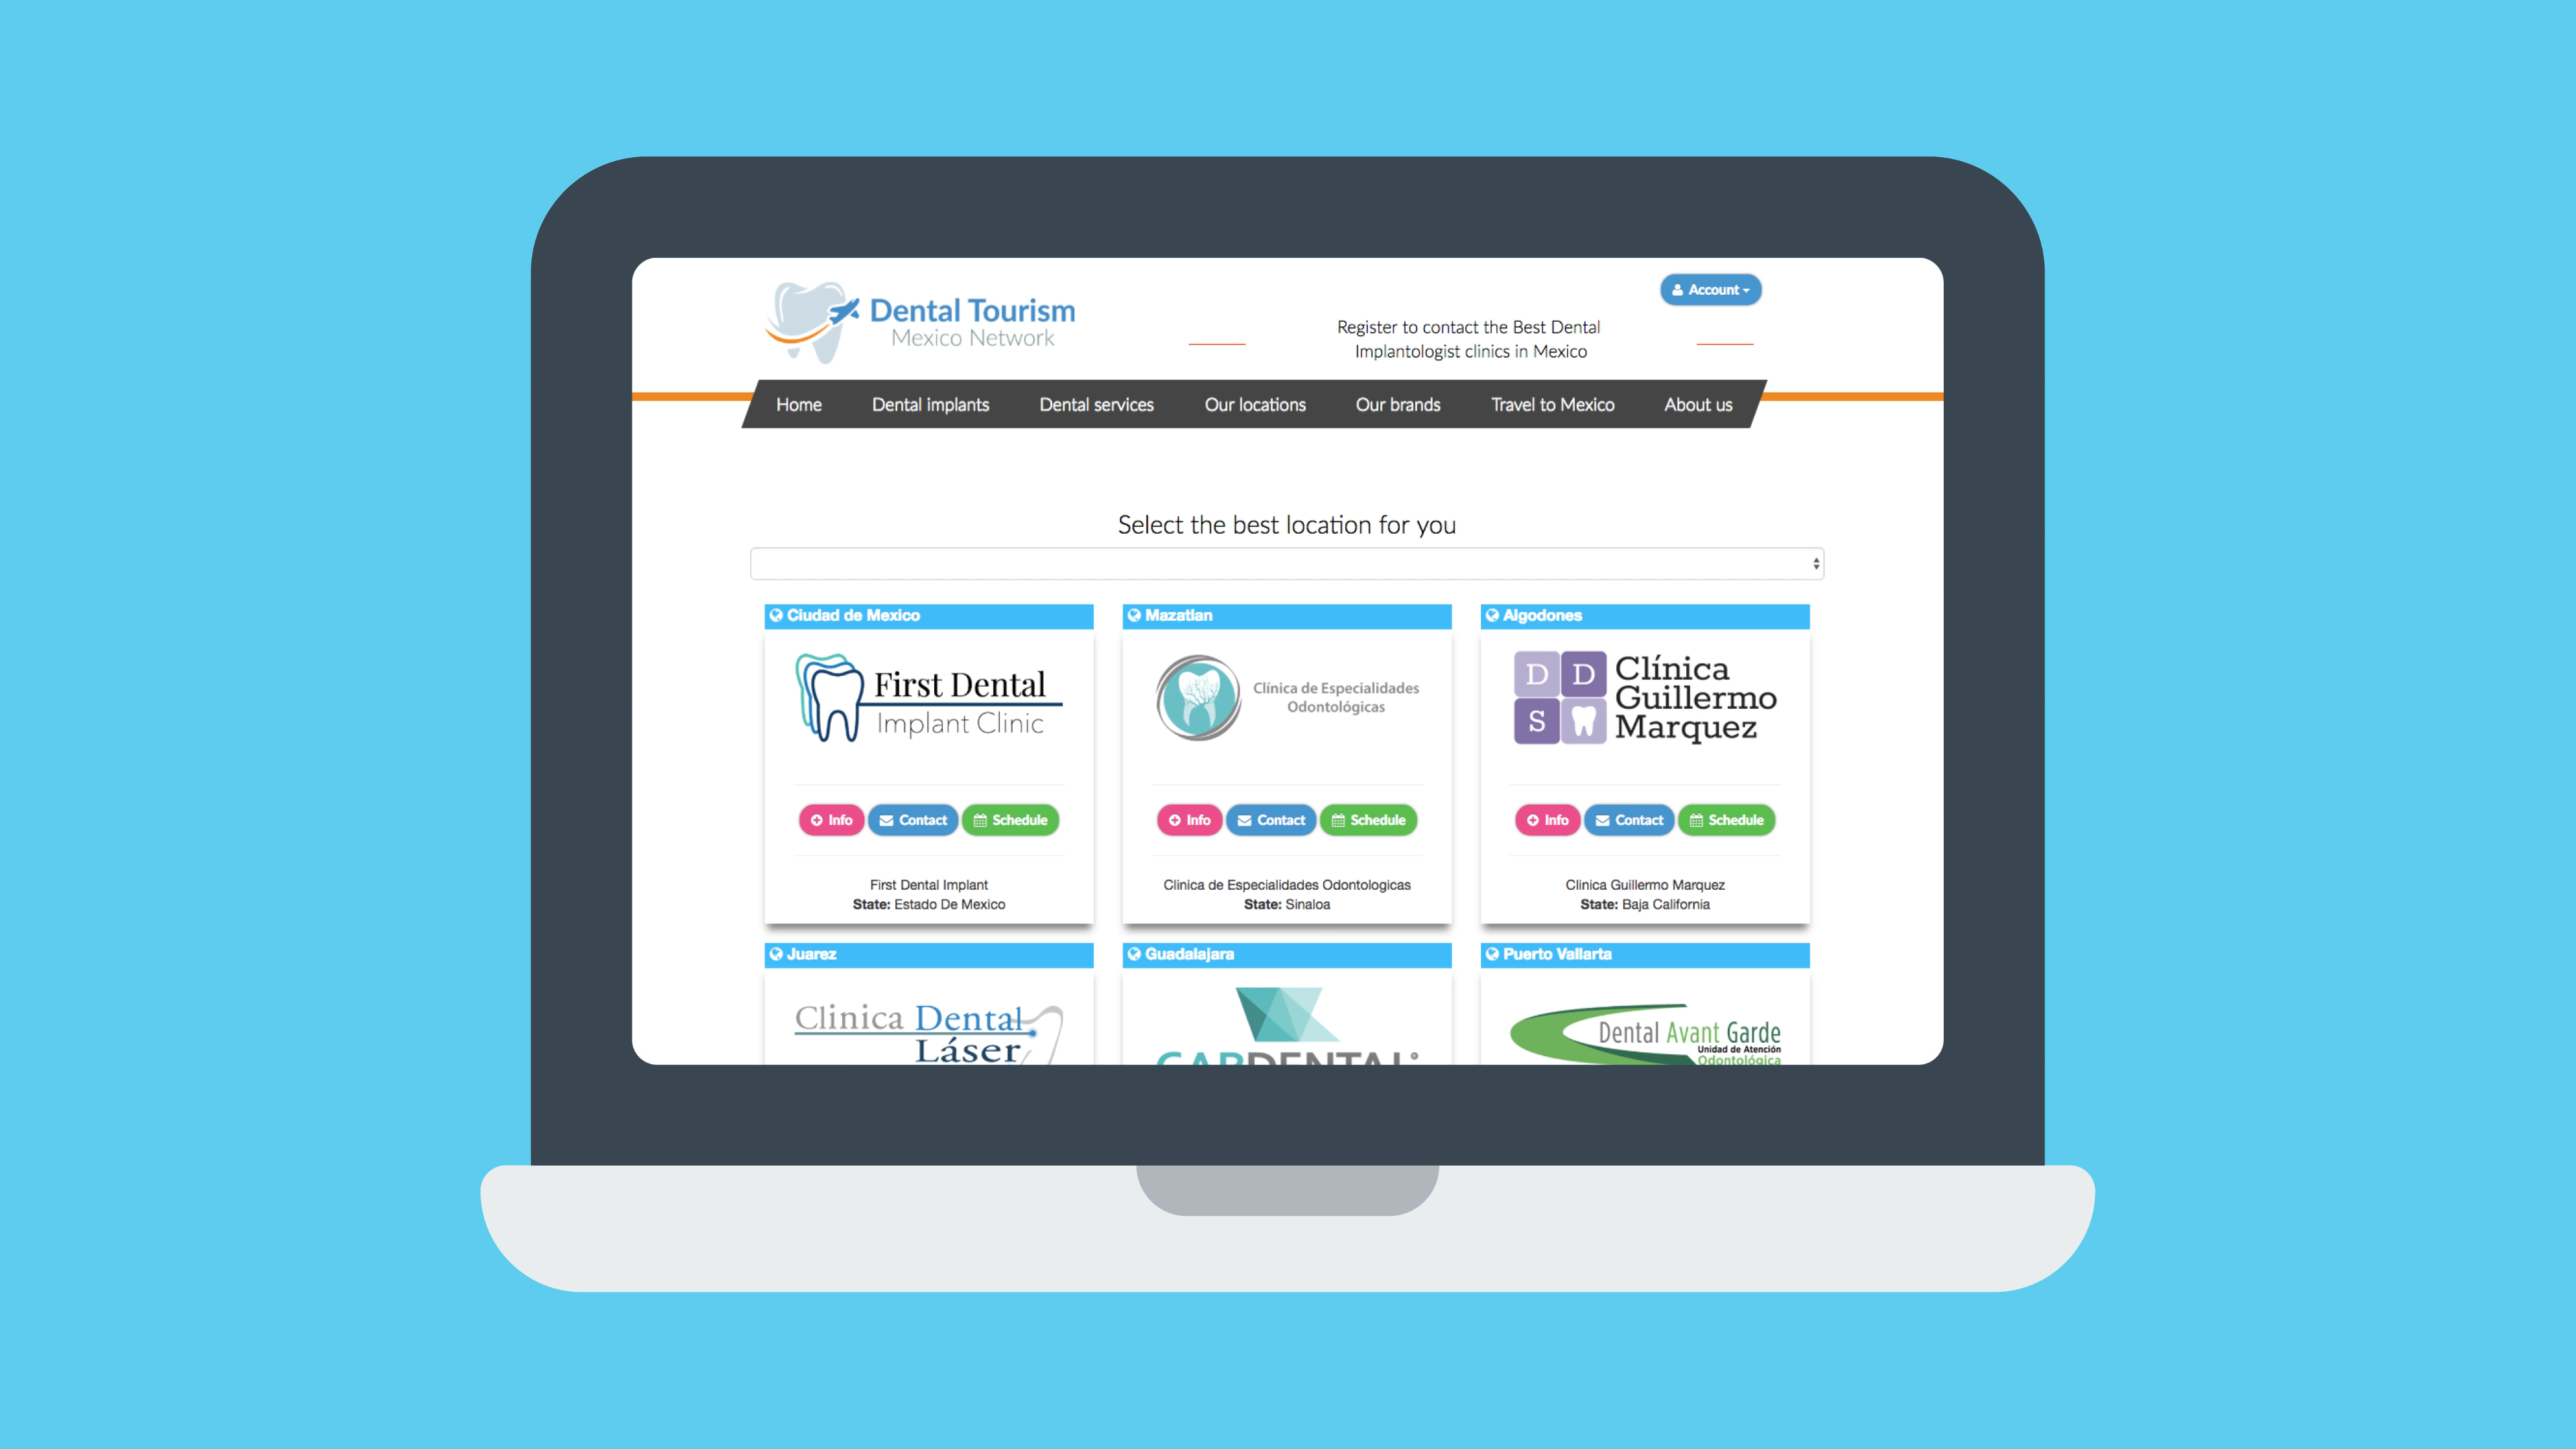 Account
Dental Tourism
Mexico Network
Register to contact the Best Dental
Implantologist clinics in Mexico
Home Dental implants Dental services Our locations Our brands Travel to Mexico About us
Select the best location for you
Ciudad de Mexico
First Dental
Implant Clinic
Info Contact Schedule
First Dental Implant
State: Estado De Mexico
Mazatlan
Clínica de Especialidades
Odontológicas
Info Contact Schedule
Clinica de Especialidades Odontologicas
State: Sinaloa
Algodones
D D
S
Clínica
Guillermo
Marquez
Info Contact Schedule
Clinica Guillermo Marquez
State: Baja California
Juarez
Clinica Dental
Láser
Guadalajara
Puerto Vallarta
Dental Avant Garde
Unidad de Atención
Odontológica